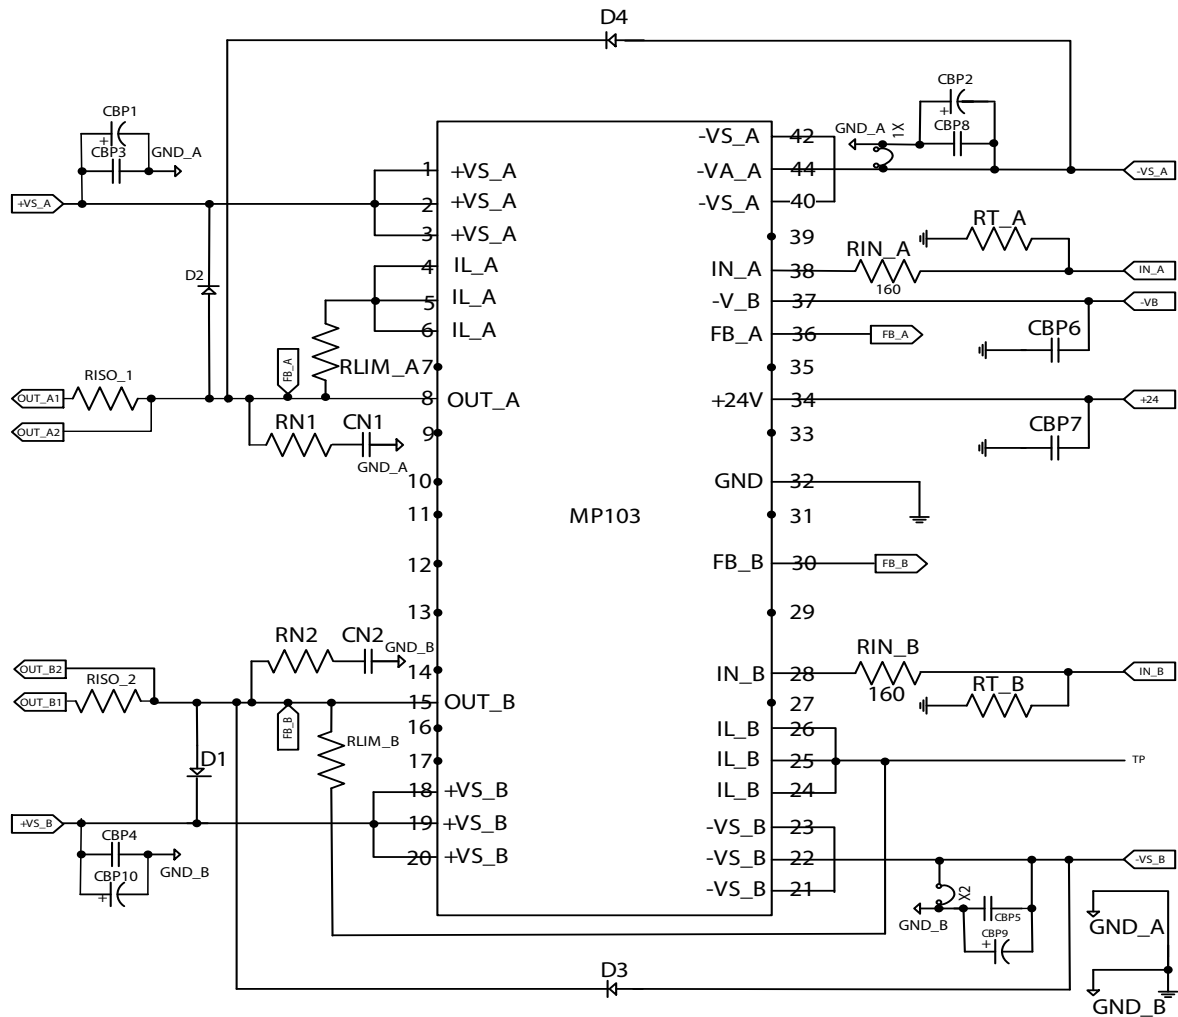 D4
CBP1
+
CBP3
GND_A
+VS_A
D2
OUT_A1
RISO_1
OUT_A2
FB_A
RLIM_A
RN1
CN1
GND_A
1
+VS_A
2
+VS_A
3
+VS_A
4
IL_A
5
IL_A
6
IL_A
7
8
OUT_A
9
10
11
12
13
14
15
OUT_B
16
17
18
+VS_B
19
+VS_B
20
+VS_B
MP103
RN2
CN2
GND_B
OUT_B2
OUT_B1
RISO_2
FB_B
RLIM_B
D1
+VS_B
CBP4
CBP10
+
GND_B
-VS_A
42
-VA_A
44
-VS_A
40
39
IN_A
38
-V_B
37
FB_A
36
35
+24V
34
33
GND
32
31
FB_B
30
29
IN_B
28
27
IL_B
26
IL_B
25
IL_B
24
-VS_B
23
-VS_B
22
-VS_B
21
GND_A
1X
CBP2
+
CBP8
-VS_A
RT_A
RIN_A
160
IN_A
-VB
CBP6
FB_A
+24
CBP7
FB_B
RIN_B
160
RT_B
IN_B
TP
-VS_B
X2
GND_B
CBP5
CBP9
+
GND_A
GND_B
D3